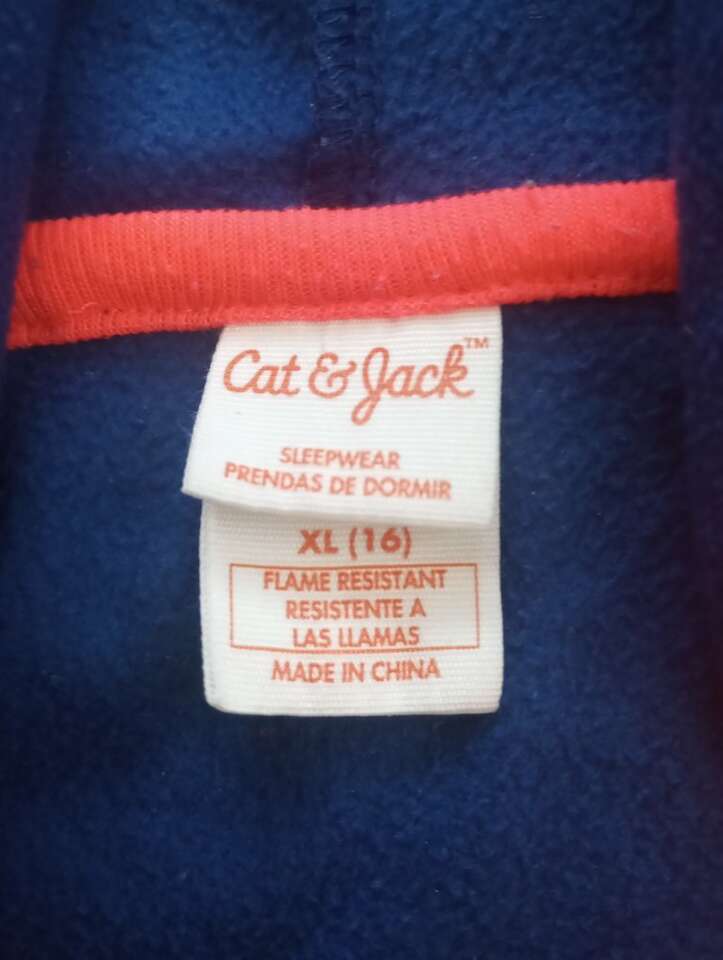 Cat & Jack™
SLEEPWEAR
PRENDAS DE DORMIR
XL (16)
FLAME RESISTANT
RESISTENTE A
LAS LLAMAS
MADE IN CHINA